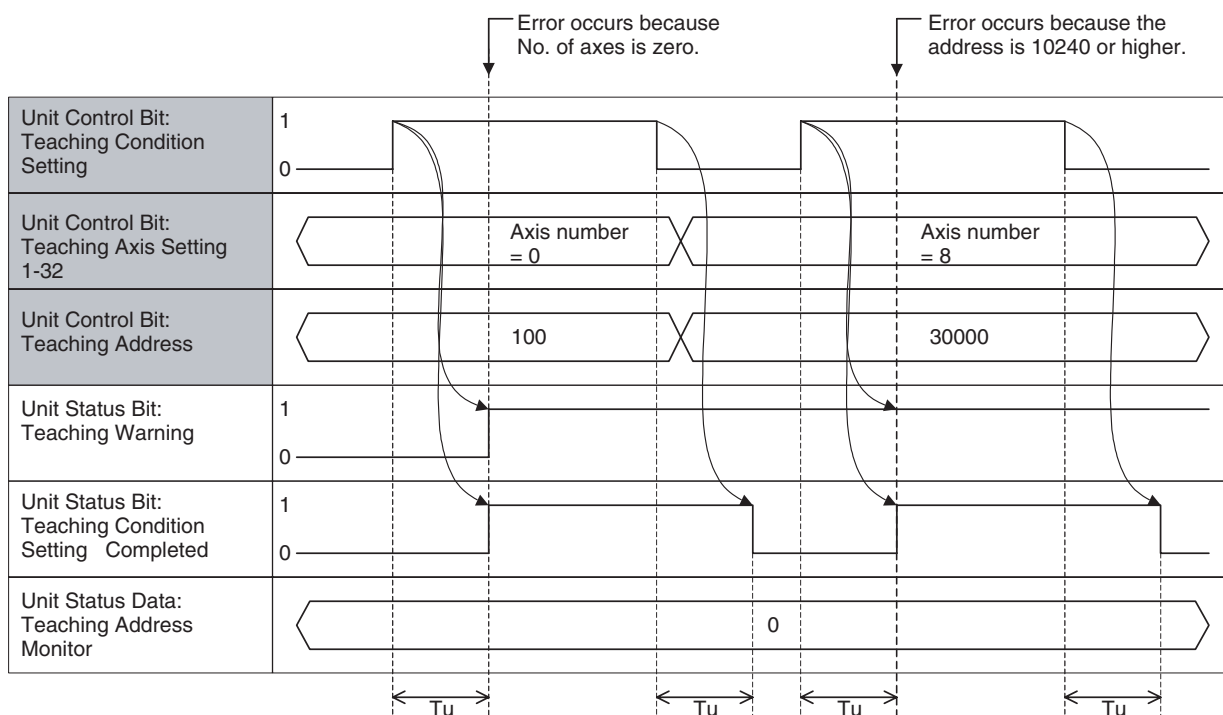 Error occurs because
No. of axes is zero.
Error occurs because the
address is 10240 or higher.
Unit Control Bit:
Teaching Condition
Setting
1
0
Unit Control Bit:
Teaching Axis Setting
1-32
Axis number
= 0
Axis number
= 8
Unit Control Bit:
Teaching Address
100
30000
Unit Status Bit:
Teaching Warning
1
0
Unit Status Bit:
Teaching Condition
Setting Completed
1
0
Unit Status Data:
Teaching Address
Monitor
0
Tu
Tu
Tu
Tu